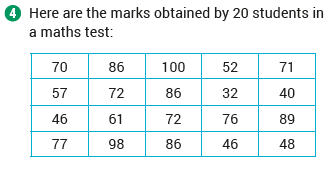 4 Here are the marks obtained by 20 students in
a maths test:
70 86 100 52 71
57 72 86 32 40
46 61 72 76 89
77 98 86 46 48